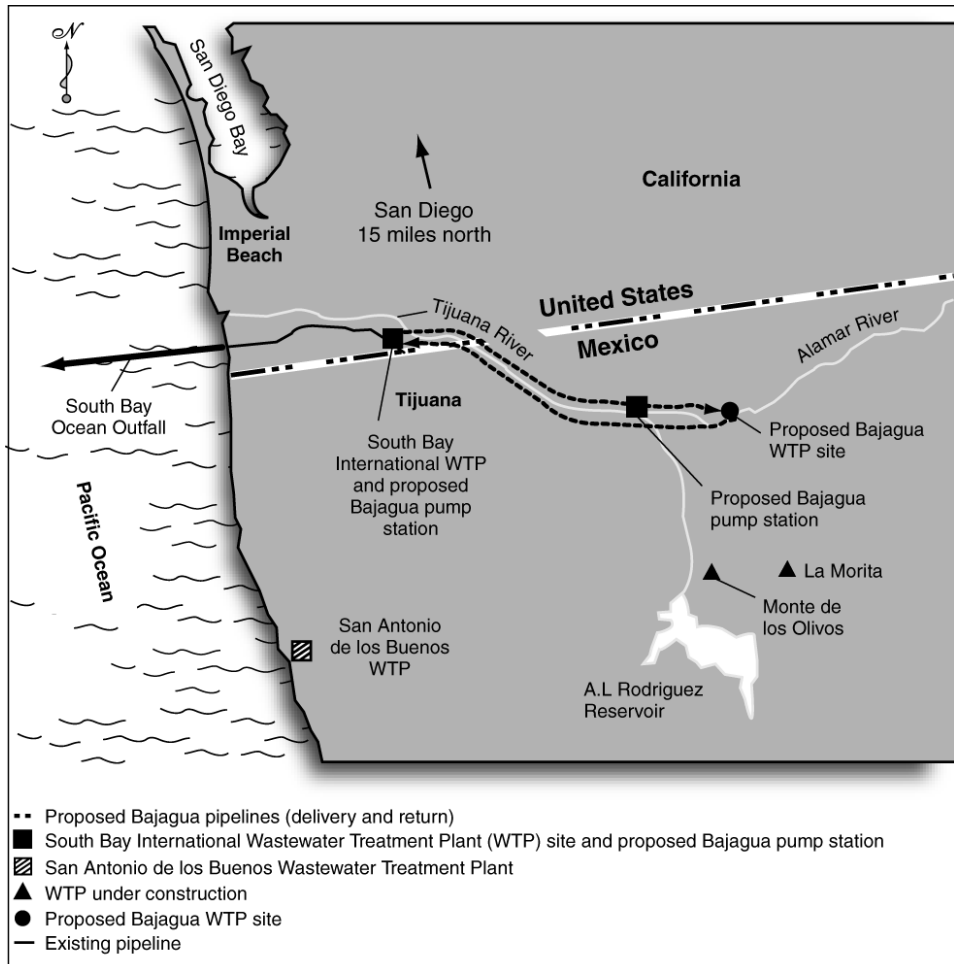 N
San Diego Bay
California
San Diego
15 miles north
Imperial
Beach
United States
Mexico
Tijuana River
Alamar River
South Bay
Ocean Outfall
Tijuana
South Bay
International WTP
and proposed
Bajagua pump
station
Proposed Bajagua
WTP site
Proposed Bajagua
pump station
Pacific Ocean
La Morita
Monte de
los Olivos
San Antonio
de los Buenos
WTP
A.L Rodriguez
Reservoir
Proposed Bajagua pipelines (delivery and return)
South Bay International Wastewater Treatment Plant (WTP) site and proposed Bajagua pump station
San Antonio de los Buenos Wastewater Treatment Plant
WTP under construction
Proposed Bajagua WTP site
Existing pipeline